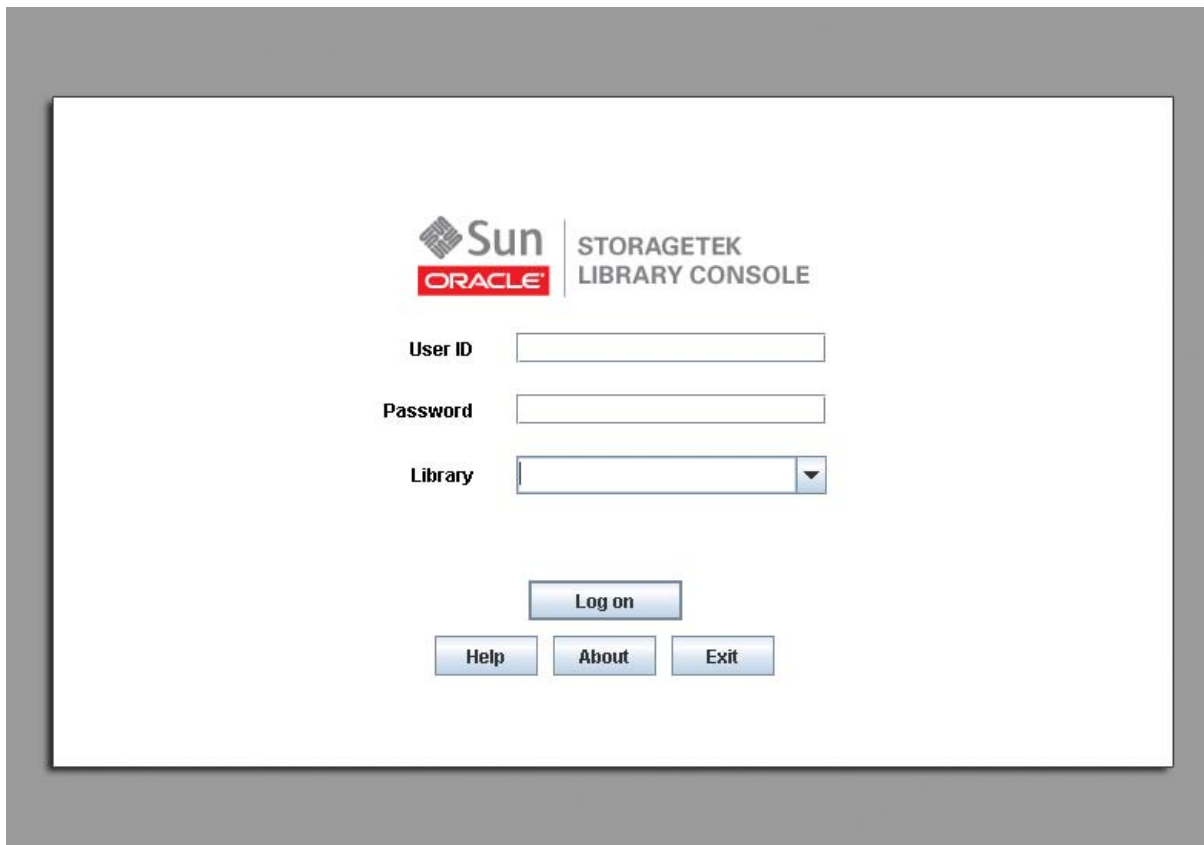 Sun
ORACLE
STORAGETEK
LIBRARY CONSOLE
User ID
Password
Library
Log on
Help
About
Exit